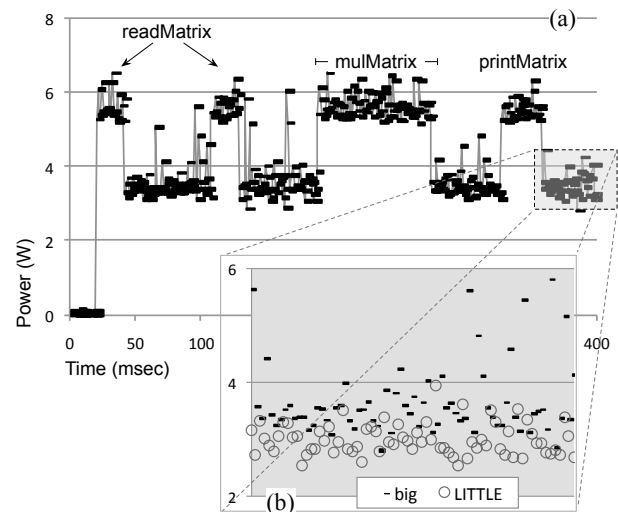 (a)
8
readMatrix
mulMatrix
printMatrix
6
4
2
Power (W)
0
0
50
100
400
Time (msec)
6
4
2
(b)
big
LITTLE